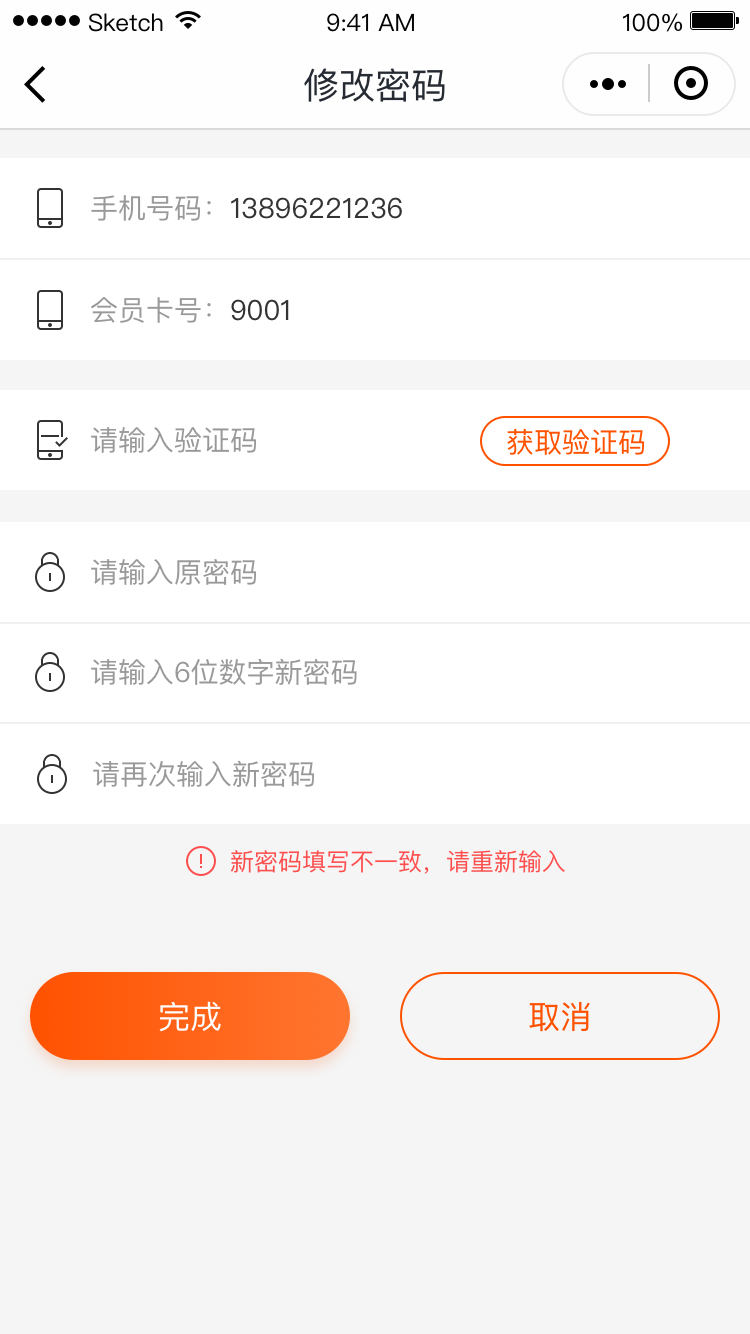 Sketch 9:41 AM 100%
修改密码
手机号码：13896221236
会员卡号：9001
请输入验证码 获取验证码
请输入原密码
请输入6位数字新密码
请再次输入新密码
新密码填写不一致，请重新输入
完成 取消